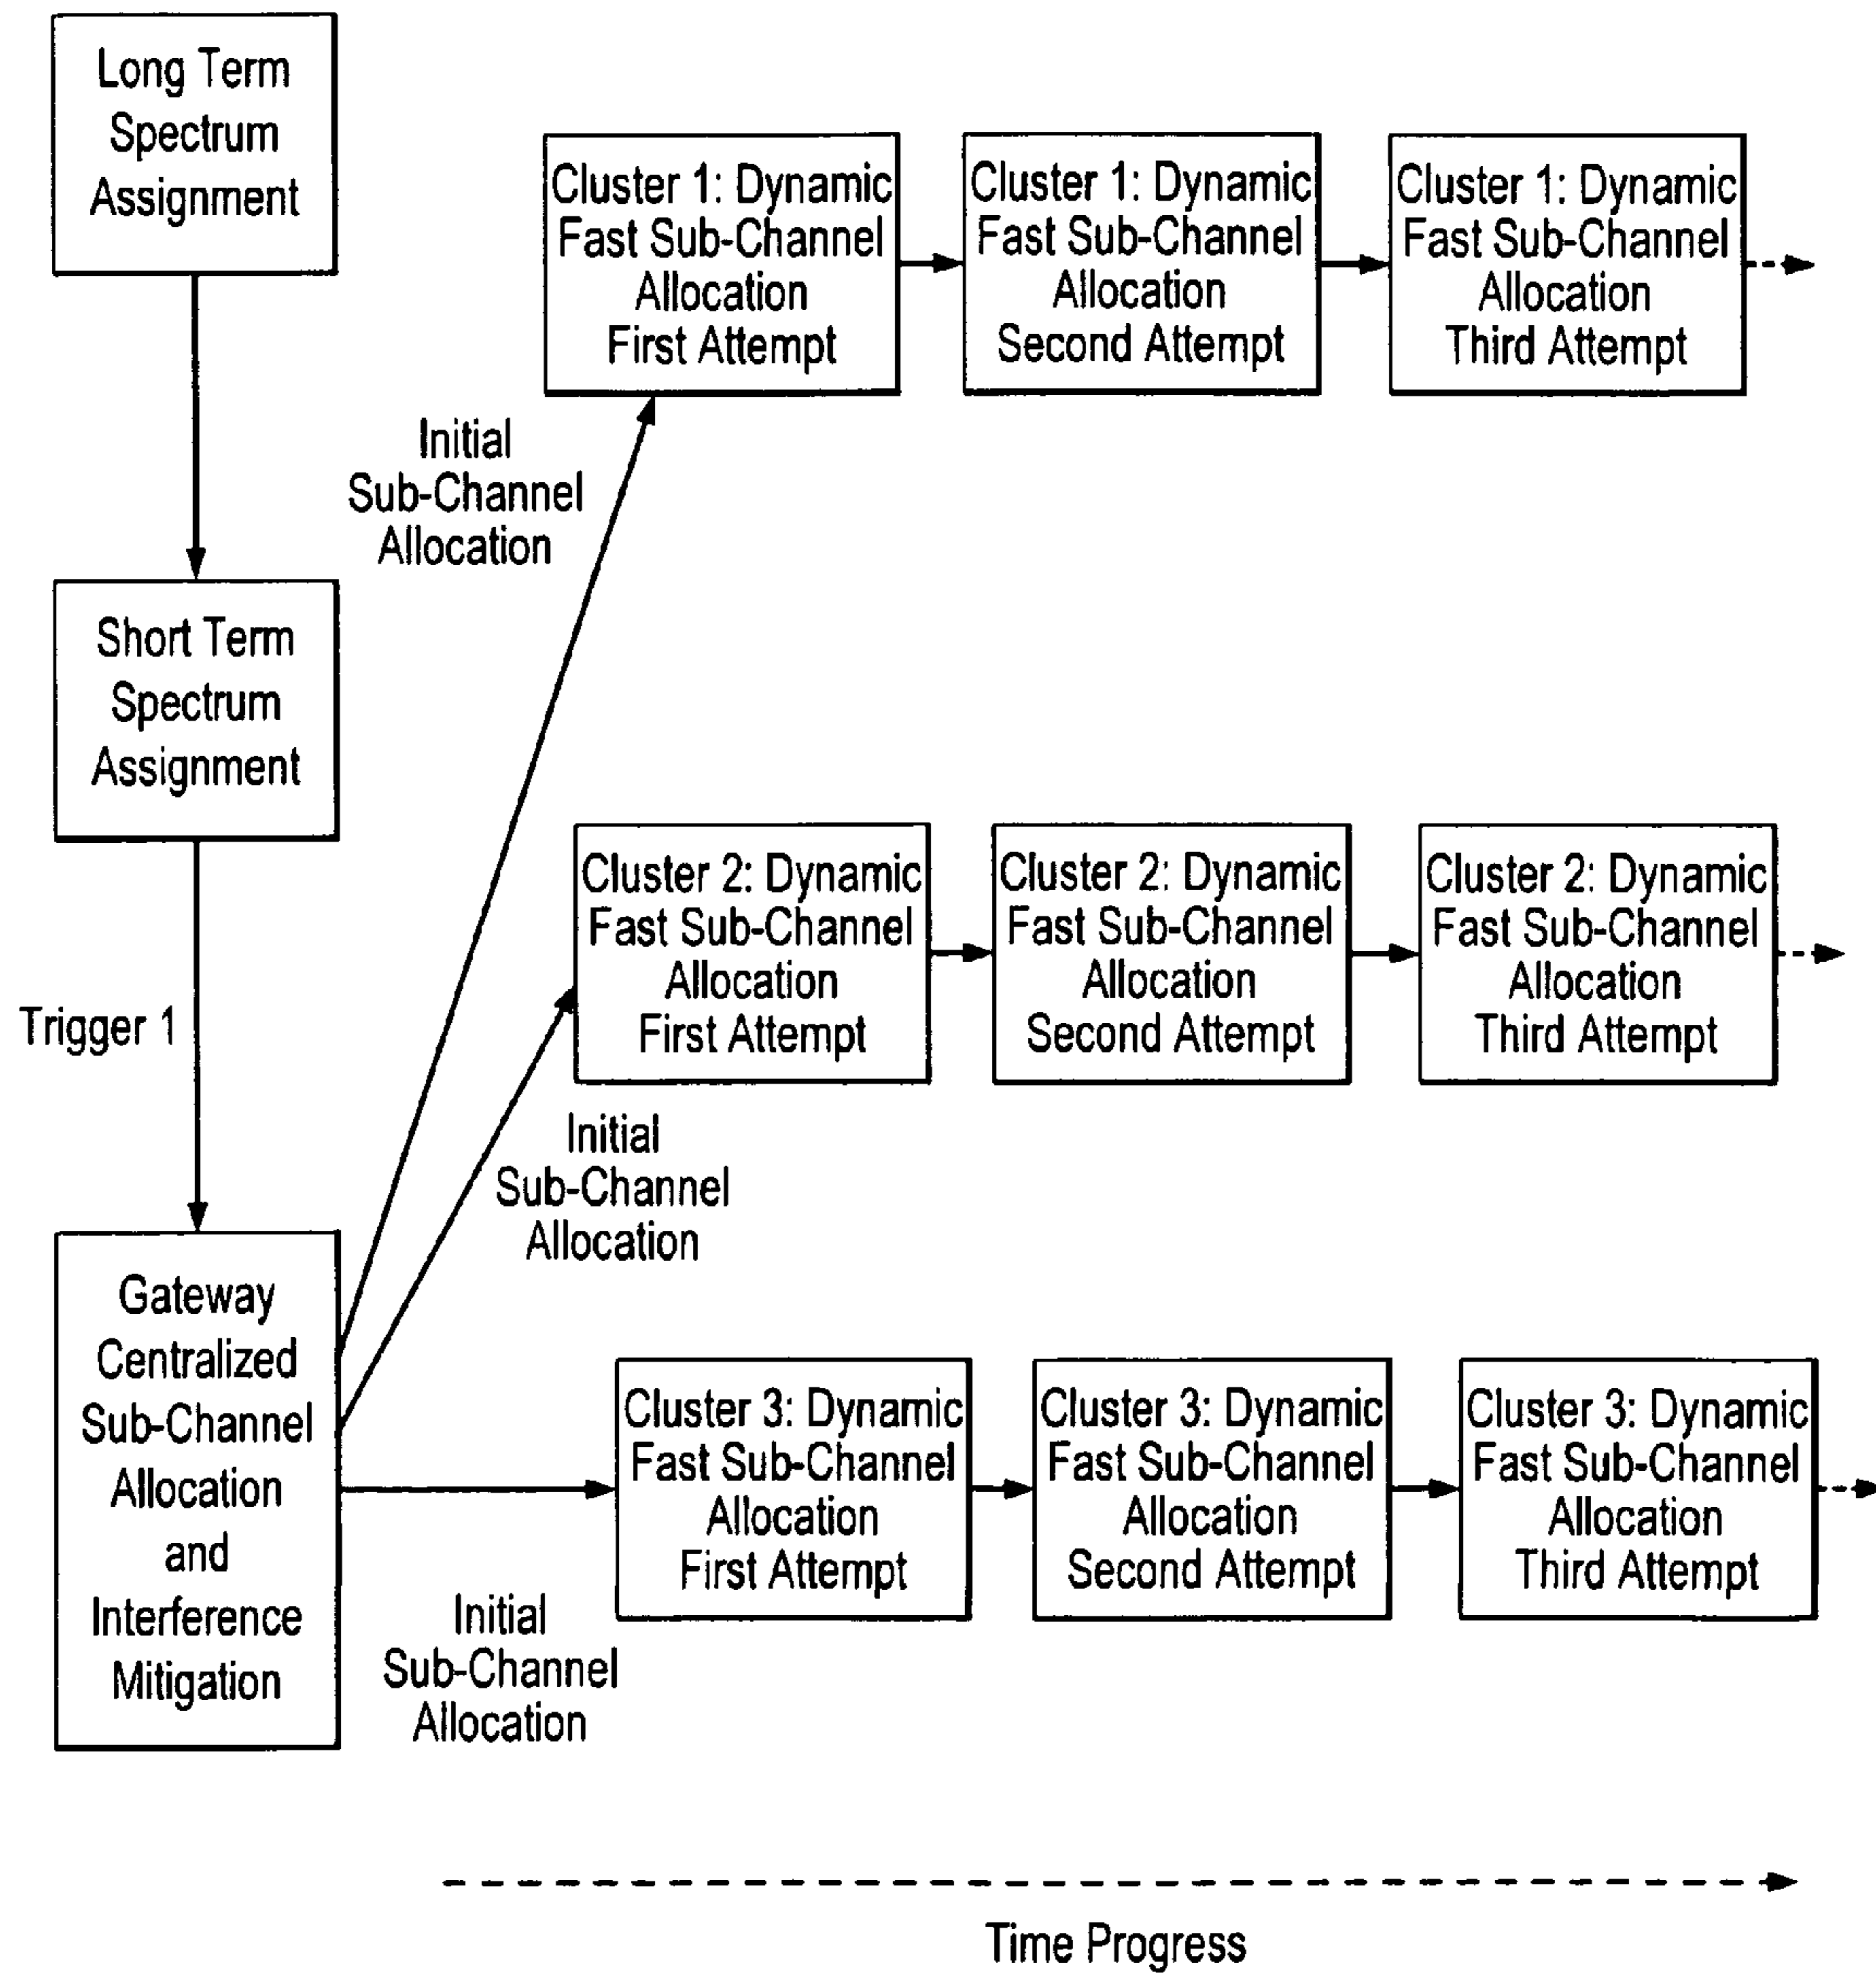 Long Term
Spectrum
Assignment
Cluster 1: Dynamic
Fast Sub-Channel
Allocation
First Attempt
Cluster 1: Dynamic
Fast Sub-Channel
Allocation
Second Attempt
Cluster 1: Dynamic
Fast Sub-Channel
Allocation
Third Attempt
Initial
Sub-Channel
Allocation
Short Term
Spectrum
Assignment
Cluster 2: Dynamic
Fast Sub-Channel
Allocation
First Attempt
Cluster 2: Dynamic
Fast Sub-Channel
Allocation
Second Attempt
Cluster 2: Dynamic
Fast Sub-Channel
Allocation
Third Attempt
Trigger 1
Initial
Sub-Channel
Allocation
Gateway
Centralized
Sub-Channel
Allocation
and
Interference
Mitigation
Cluster 3: Dynamic
Fast Sub-Channel
Allocation
First Attempt
Cluster 3: Dynamic
Fast Sub-Channel
Allocation
Second Attempt
Cluster 3: Dynamic
Fast Sub-Channel
Allocation
Third Attempt
Initial
Sub-Channel
Allocation
Time Progress